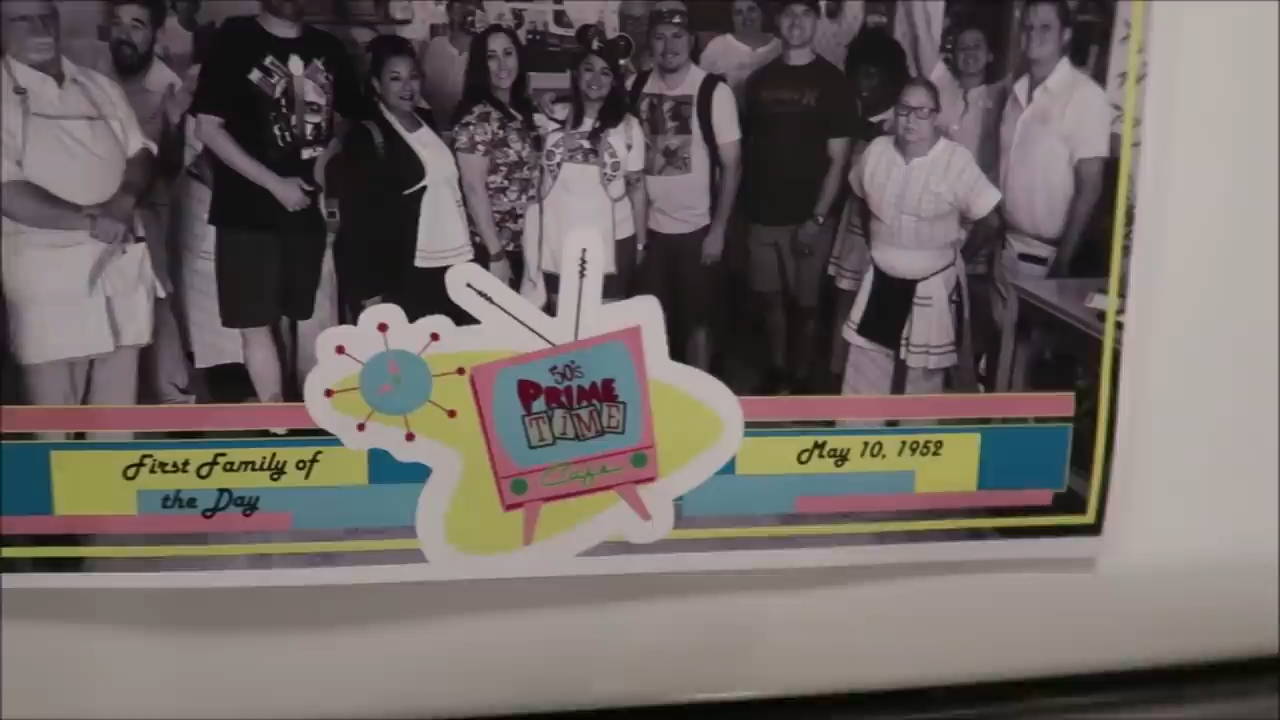 50's
PRIME
TIME
Cafe
First Family of
the Day
May 10, 1952